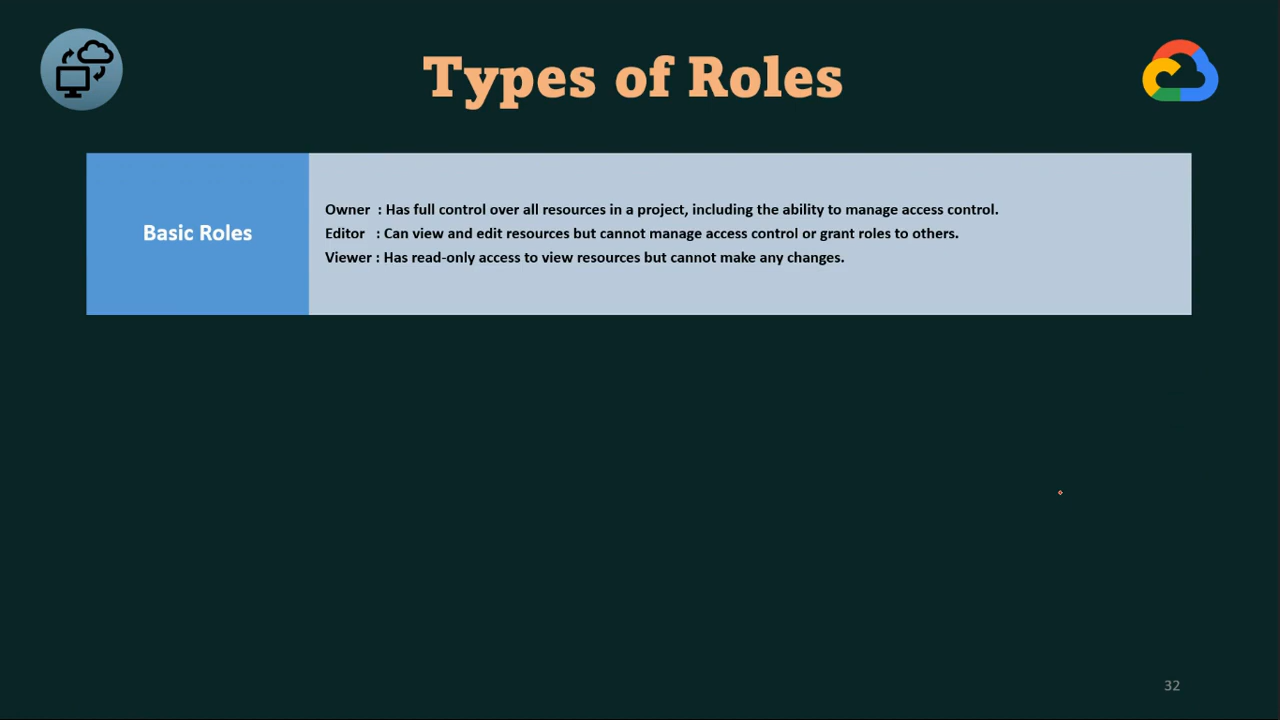 Types of Roles
Basic Roles
Owner : Has full control over all resources in a project, including the ability to manage access control.
Editor : Can view and edit resources but cannot manage access control or grant roles to others.
Viewer : Has read-only access to view resources but cannot make any changes.
32